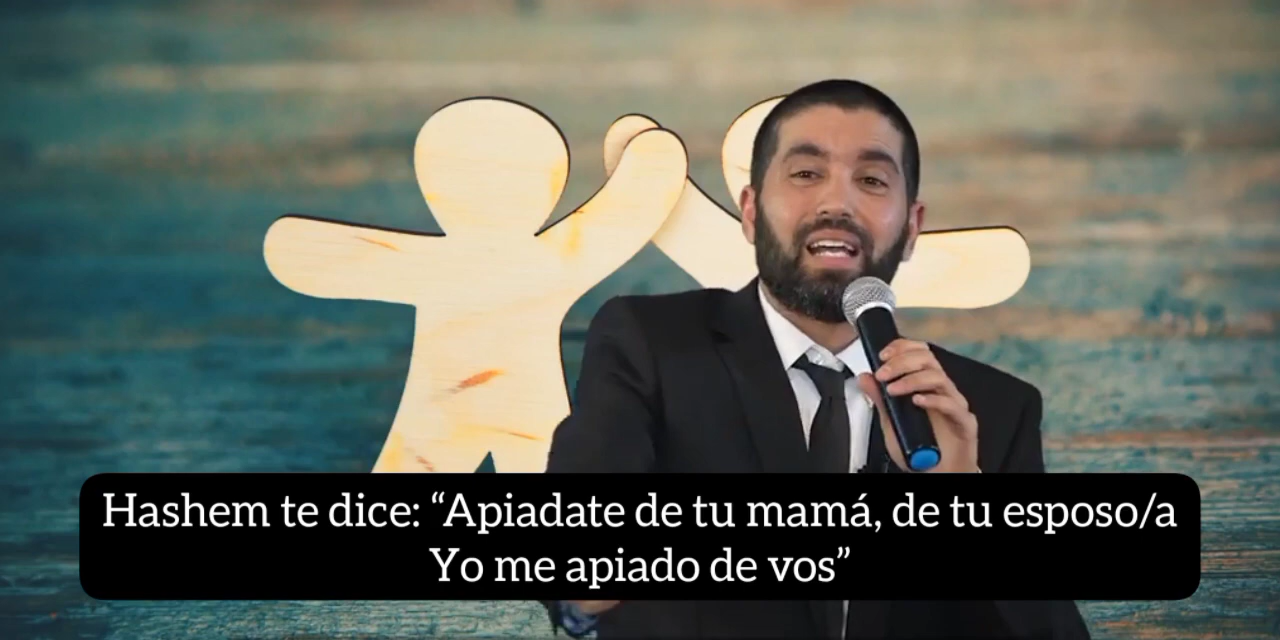 Hashem te dice: “Apiadate de tu mamá, de tu esposo/a
Yo me apiado de vos”